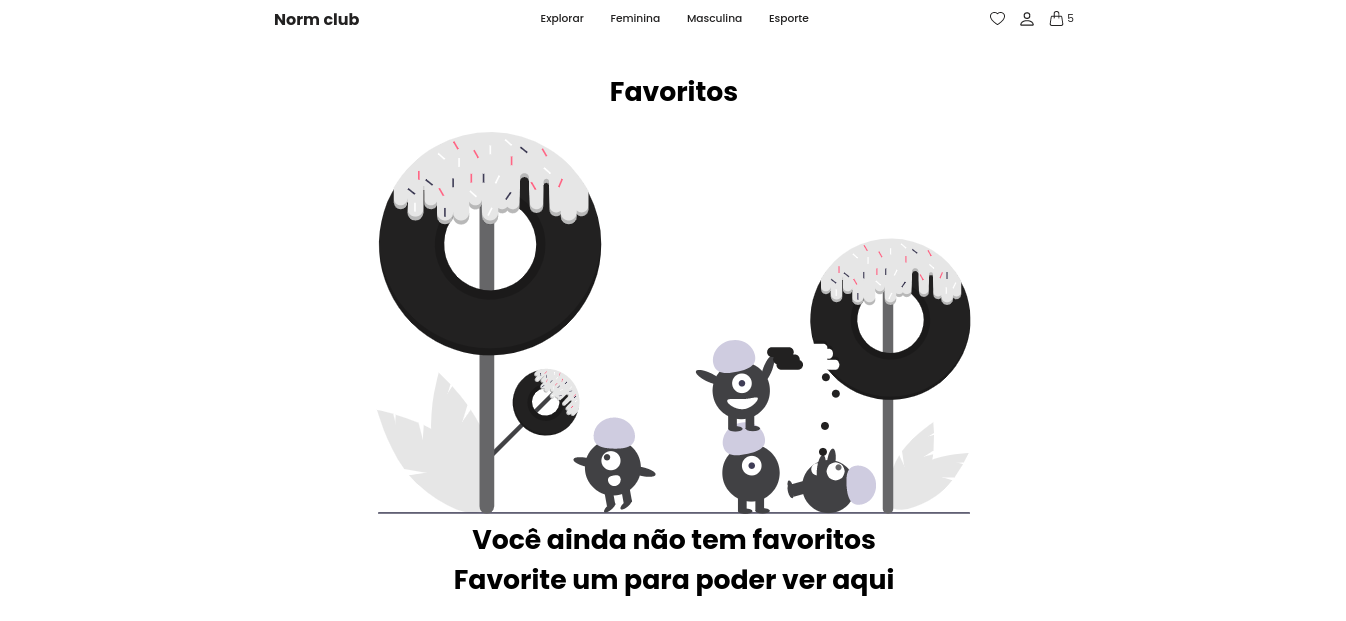 Norm club
Explorar Feminina Masculina Esporte
5
Favoritos
Você ainda não tem favoritos
Favorite um para poder ver aqui